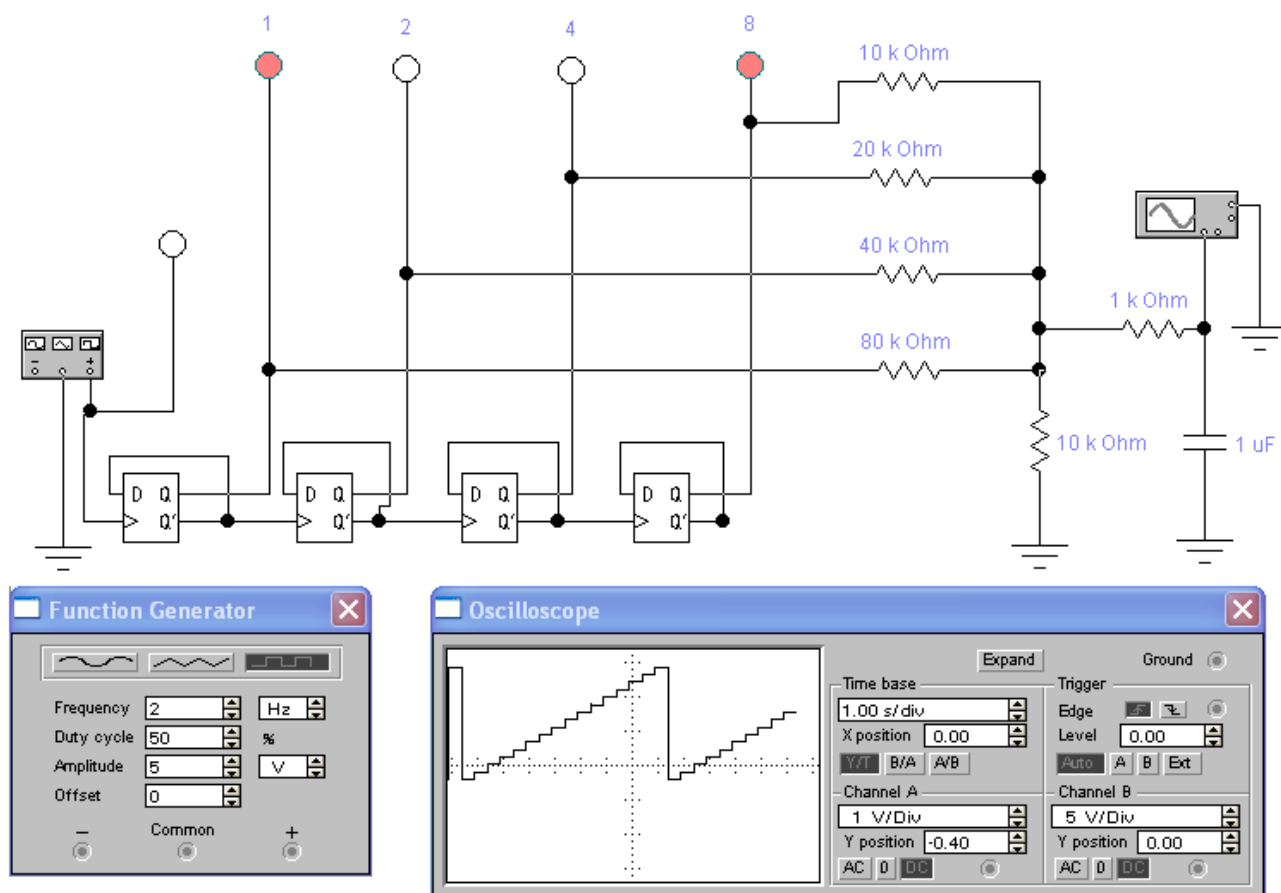 1
2
4
8
10 k Ohm
20 k Ohm
40 k Ohm
1 k Ohm
80 k Ohm
10 k Ohm
1 uF
− +
D Q
Q'
D Q
Q'
D Q
Q'
D Q
Q'
Function Generator
Frequency 2 Hz
Duty cycle 50 %
Amplitude 5 V
Offset 0
− Common +
Oscilloscope
Expand Ground
Time base
1.00 s/div
X position 0.00
Y/T B/A A/B
Trigger
Edge
Level 0.00
Auto A B Ext
Channel A
1 V/Div
Y position -0.40
AC 0 DC
Channel B
5 V/Div
Y position 0.00
AC 0 DC